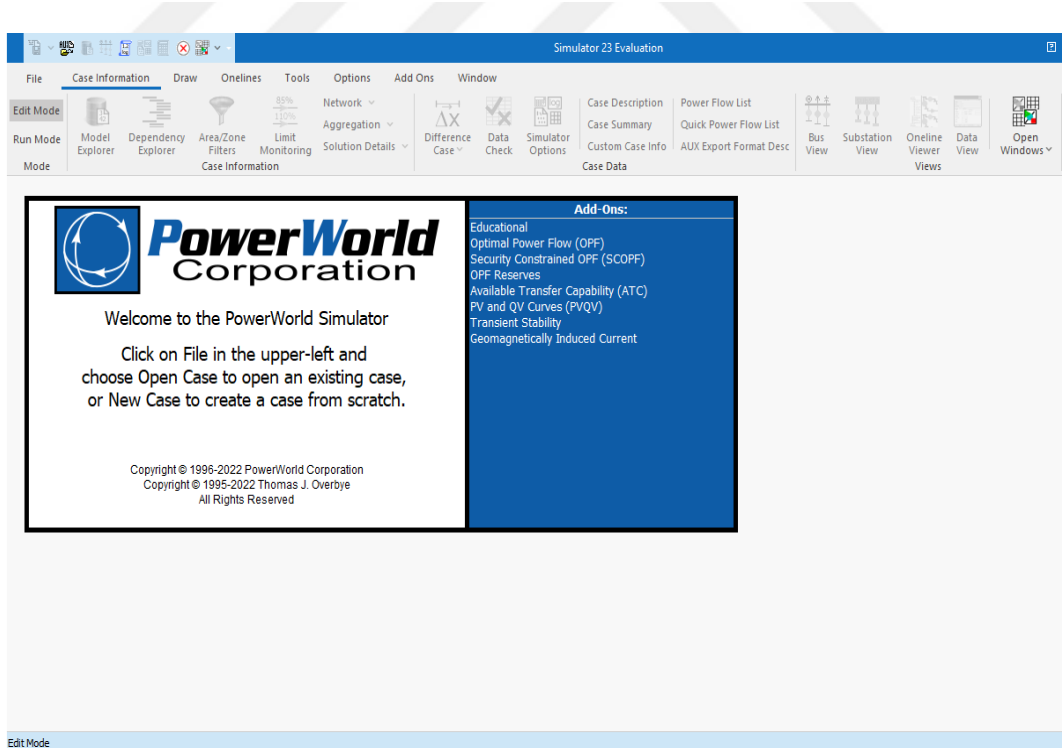 Simulator 23 Evaluation
File Case Information Draw Onelines Tools Options Add Ons Window
Edit Mode
Run Mode
Mode
Model Explorer
Dependency Explorer
Area/Zone Filters
85%
110%
Limit Monitoring
Network
Aggregation
Solution Details
Case Information
ΔX
Difference Case
Data Check
Simulator Options
Case Description
Case Summary
Custom Case Info
Power Flow List
Quick Power Flow List
AUX Export Format Desc
Case Data
Bus View
Substation View
Oneline Viewer
Data View
Open Windows
Views
PowerWorld
Corporation
Welcome to the PowerWorld Simulator
Click on File in the upper-left and
choose Open Case to open an existing case,
or New Case to create a case from scratch.
Copyright © 1996-2022 PowerWorld Corporation
Copyright © 1995-2022 Thomas J. Overbye
All Rights Reserved
Add-Ons:
Educational
Optimal Power Flow (OPF)
Security Constrained OPF (SCOPF)
OPF Reserves
Available Transfer Capability (ATC)
PV and QV Curves (PVQV)
Transient Stability
Geomagnetically Induced Current
Edit Mode